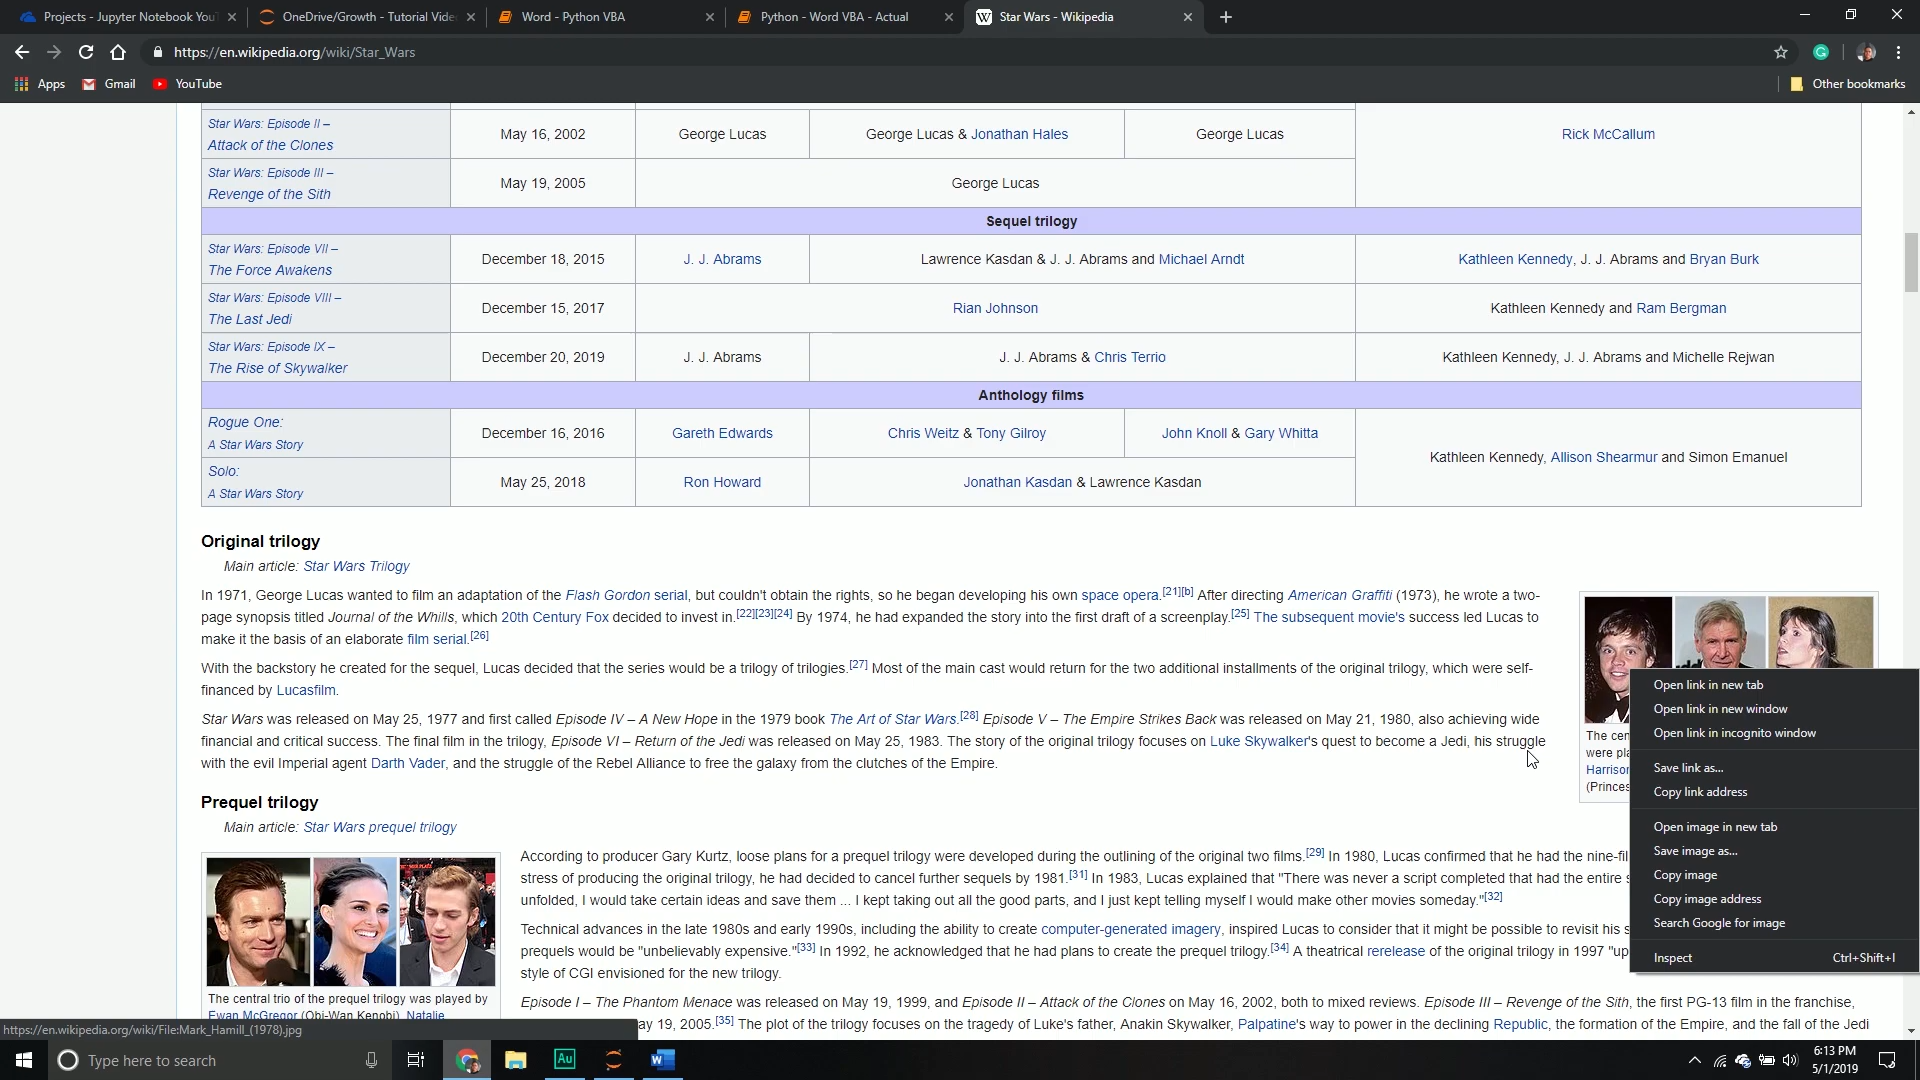 Projects - Jupyter Notebook You
OneDrive/Growth - Tutorial Vide
Word - Python VBA
Python - Word VBA - Actual
Star Wars - Wikipedia
https://en.wikipedia.org/wiki/Star_Wars
Apps
Gmail
YouTube
Other bookmarks
Star Wars: Episode II –
Attack of the Clones
May 16, 2002
George Lucas
George Lucas & Jonathan Hales
George Lucas
Rick McCallum
Star Wars: Episode III –
Revenge of the Sith
May 19, 2005
George Lucas
Sequel trilogy
Star Wars: Episode VII –
The Force Awakens
December 18, 2015
J. J. Abrams
Lawrence Kasdan & J. J. Abrams and Michael Arndt
Kathleen Kennedy, J. J. Abrams and Bryan Burk
Star Wars: Episode VIII –
The Last Jedi
December 15, 2017
Rian Johnson
Kathleen Kennedy and Ram Bergman
Star Wars: Episode IX –
The Rise of Skywalker
December 20, 2019
J. J. Abrams
J. J. Abrams & Chris Terrio
Kathleen Kennedy, J. J. Abrams and Michelle Rejwan
Anthology films
Rogue One:
A Star Wars Story
December 16, 2016
Gareth Edwards
Chris Weitz & Tony Gilroy
John Knoll & Gary Whitta
Kathleen Kennedy, Allison Shearmur and Simon Emanuel
Solo:
A Star Wars Story
May 25, 2018
Ron Howard
Jonathan Kasdan & Lawrence Kasdan
Original trilogy
Main article: Star Wars Trilogy
In 1971, George Lucas wanted to film an adaptation of the Flash Gordon serial, but couldn't obtain the rights, so he began developing his own space opera.[21][b] After directing American Graffiti (1973), he wrote a two-
page synopsis titled Journal of the Whills, which 20th Century Fox decided to invest in.[22][23][24] By 1974, he had expanded the story into the first draft of a screenplay.[25] The subsequent movie's success led Lucas to
make it the basis of an elaborate film serial.[26]
With the backstory he created for the sequel, Lucas decided that the series would be a trilogy of trilogies.[27] Most of the main cast would return for the two additional installments of the original trilogy, which were self-
financed by Lucasfilm.
Star Wars was released on May 25, 1977 and first called Episode IV – A New Hope in the 1979 book The Art of Star Wars.[28] Episode V – The Empire Strikes Back was released on May 21, 1980, also achieving wide
financial and critical success. The final film in the trilogy, Episode VI – Return of the Jedi was released on May 25, 1983. The story of the original trilogy focuses on Luke Skywalker's quest to become a Jedi, his struggle
with the evil Imperial agent Darth Vader, and the struggle of the Rebel Alliance to free the galaxy from the clutches of the Empire.
The cen
were pla
Harrison
(Princes
Open link in new tab
Open link in new window
Open link in incognito window
Save link as...
Copy link address
Open image in new tab
Save image as...
Copy image
Copy image address
Search Google for image
Inspect Ctrl+Shift+I
Prequel trilogy
Main article: Star Wars prequel trilogy
The central trio of the prequel trilogy was played by
Ewan McGregor (Obi-Wan Kenobi), Natalie
According to producer Gary Kurtz, loose plans for a prequel trilogy were developed during the outlining of the original two films.[29] In 1980, Lucas confirmed that he had the nine-fil
stress of producing the original trilogy, he had decided to cancel further sequels by 1981.[31] In 1983, Lucas explained that "There was never a script completed that had the entire s
unfolded, I would take certain ideas and save them ... I kept taking out all the good parts, and I just kept telling myself I would make other movies someday."[32]
Technical advances in the late 1980s and early 1990s, including the ability to create computer-generated imagery, inspired Lucas to consider that it might be possible to revisit his s
prequels would be "unbelievably expensive."[33] In 1992, he acknowledged that he had plans to create the prequel trilogy.[34] A theatrical rerelease of the original trilogy in 1997 "up
style of CGI envisioned for the new trilogy.
Episode I – The Phantom Menace was released on May 19, 1999, and Episode II – Attack of the Clones on May 16, 2002, both to mixed reviews. Episode III – Revenge of the Sith, the first PG-13 film in the franchise,
ay 19, 2005.[35] The plot of the trilogy focuses on the tragedy of Luke's father, Anakin Skywalker, Palpatine's way to power in the declining Republic, the formation of the Empire, and the fall of the Jedi
https://en.wikipedia.org/wiki/File:Mark_Hamill_(1978).jpg
Type here to search
Au
6:13 PM
5/1/2019